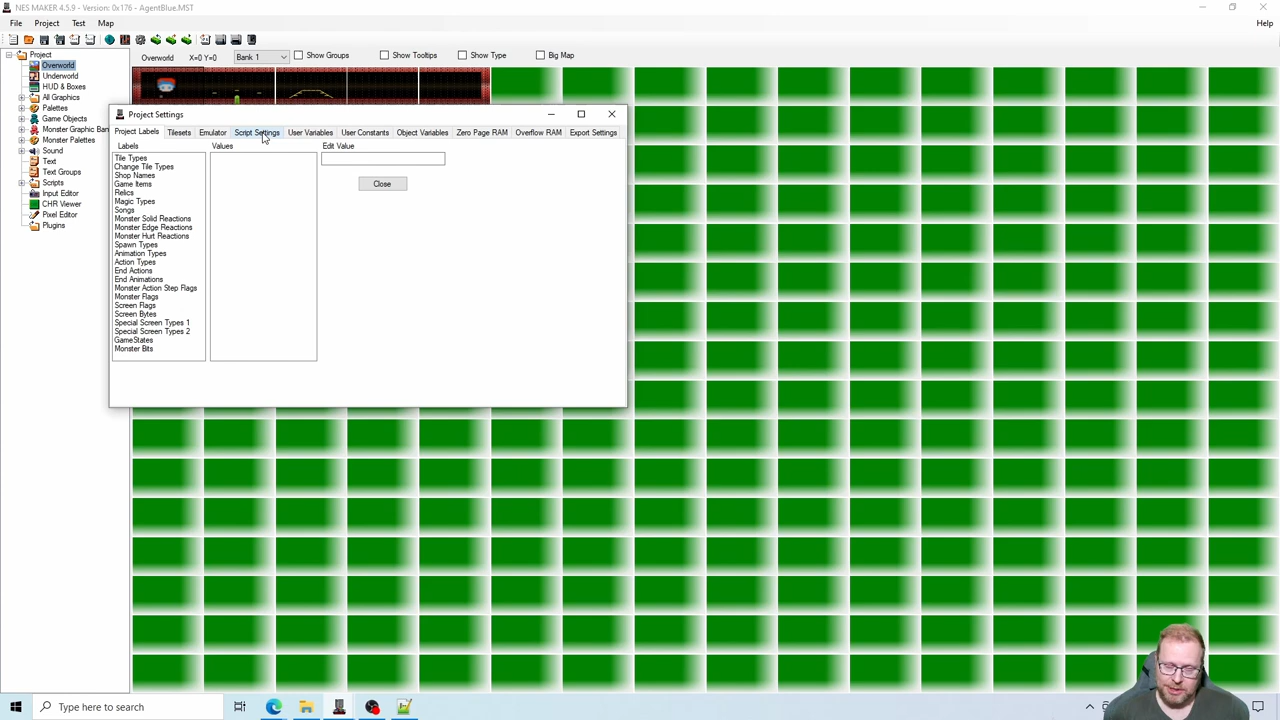 NES MAKER 4.5.9 - Version: 0x176 - AgentBlue.MST
File Project Test Map Help
Overworld X=0 Y=0 Bank 1 Show Groups Show Tooltips Show Type Big Map
Project
Overworld
Underworld
HUD & Boxes
All Graphics
Palettes
Game Objects
Monster Graphic Ban
Monster Palettes
Sound
Text
Text Groups
Scripts
Input Editor
CHR Viewer
Pixel Editor
Plugins
Project Settings
Project Labels Tilesets Emulator Script Settings User Variables User Constants Object Variables Zero Page RAM Overflow RAM Export Settings
Labels Values Edit Value
Tile Types
Change Tile Types
Shop Names
Game Items
Relics
Magic Types
Songs
Monster Solid Reactions
Monster Edge Reactions
Monster Hurt Reactions
Spawn Types
Animation Types
Action Types
End Actions
End Animations
Monster Action Step Flags
Monster Flags
Screen Flags
Screen Bytes
Special Screen Types 1
Special Screen Types 2
GameStates
Monster Bits
Close
Type here to search